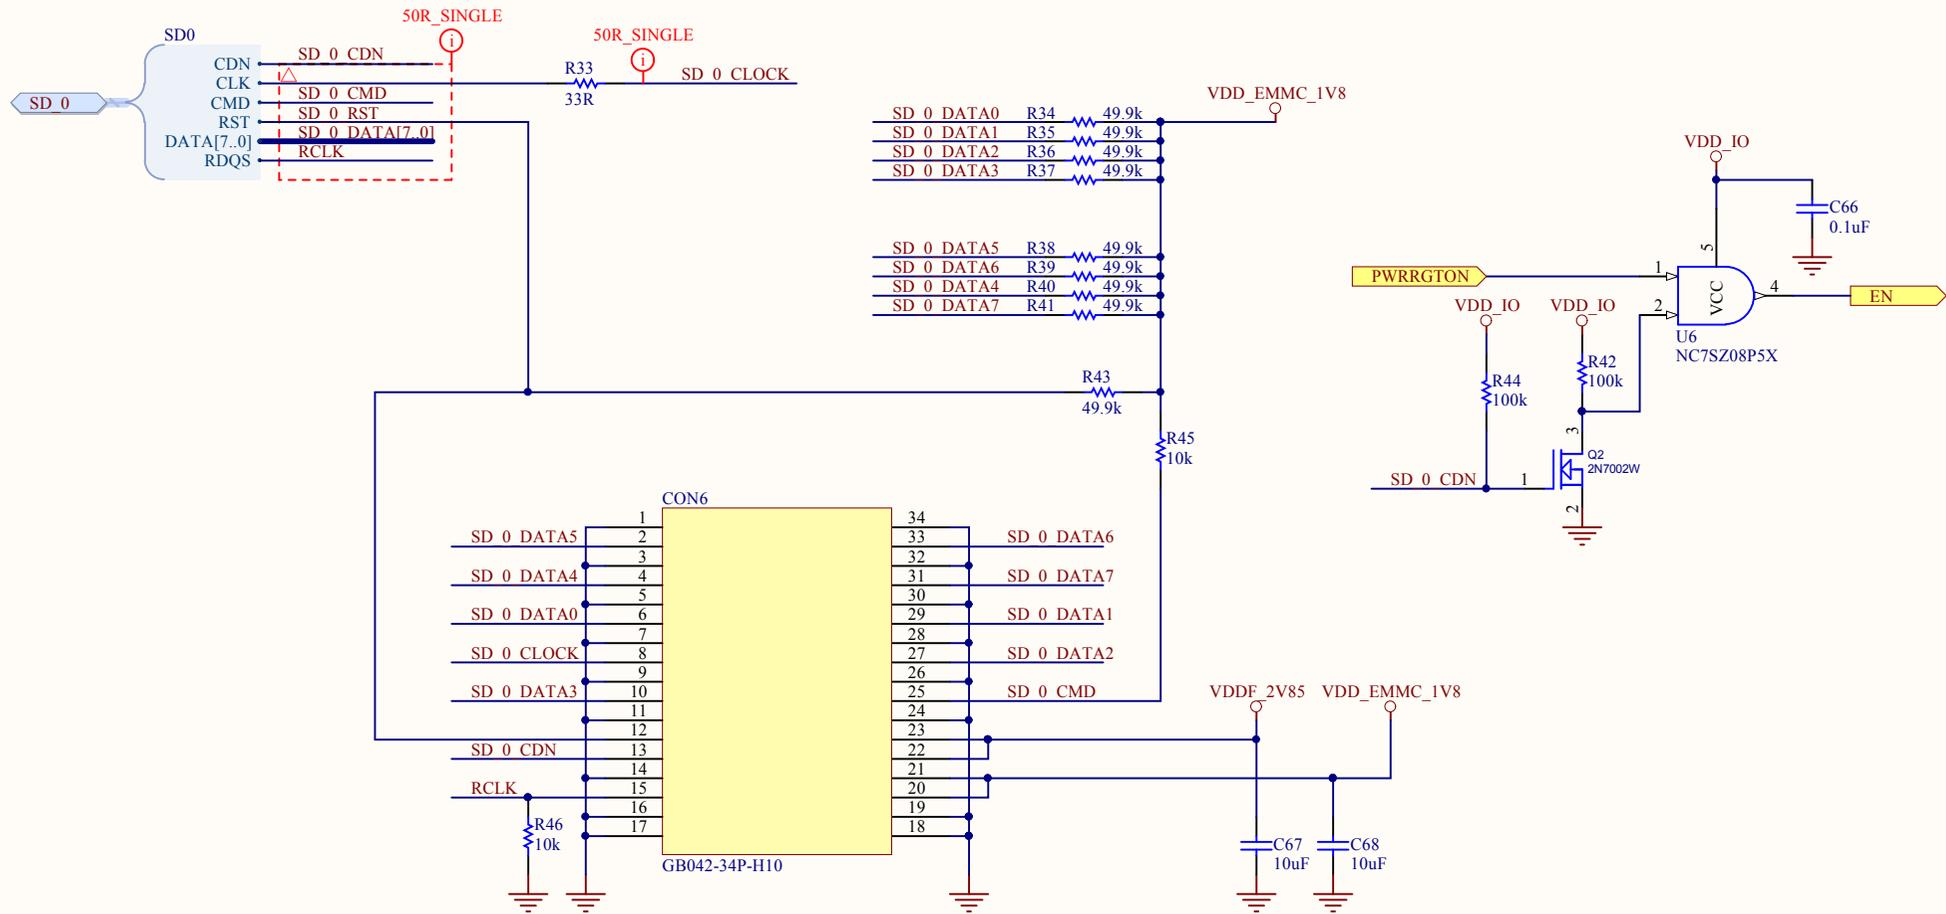 50R_SINGLE
SD0
SD_0
CDN
CLK
CMD
RST
DATA[7..0]
RDQS
SD_0_CDN
SD_0_CMD
SD_0_RST
SD_0_DATA[7..0]
RCLK
R33
33R
50R_SINGLE
SD_0_CLOCK
VDD_EMMC_1V8
SD_0_DATA0 R34 49.9k
SD_0_DATA1 R35 49.9k
SD_0_DATA2 R36 49.9k
SD_0_DATA3 R37 49.9k
SD_0_DATA5 R38 49.9k
SD_0_DATA6 R39 49.9k
SD_0_DATA4 R40 49.9k
SD_0_DATA7 R41 49.9k
R43
49.9k
R45
10k
VDD_IO
C66
0.1uF
5
PWRRGTON
1
2
VCC
4
EN
U6
NC7SZ08P5X
VDD_IO
VDD_IO
R44
100k
R42
100k
3
Q2
2N7002W
SD_0_CDN
1
2
CON6
1
SD_0_DATA5 2
3
SD_0_DATA4 4
5
SD_0_DATA0 6
7
SD_0_CLOCK 8
9
SD_0_DATA3 10
11
12
SD_0_CDN 13
14
RCLK 15
16
17
R46
10k
34
33 SD_0_DATA6
32
31 SD_0_DATA7
30
29 SD_0_DATA1
28
27 SD_0_DATA2
26
25 SD_0_CMD
24
23
22
21
20
19
18
GB042-34P-H10
VDDF_2V85
VDD_EMMC_1V8
C67
10uF
C68
10uF